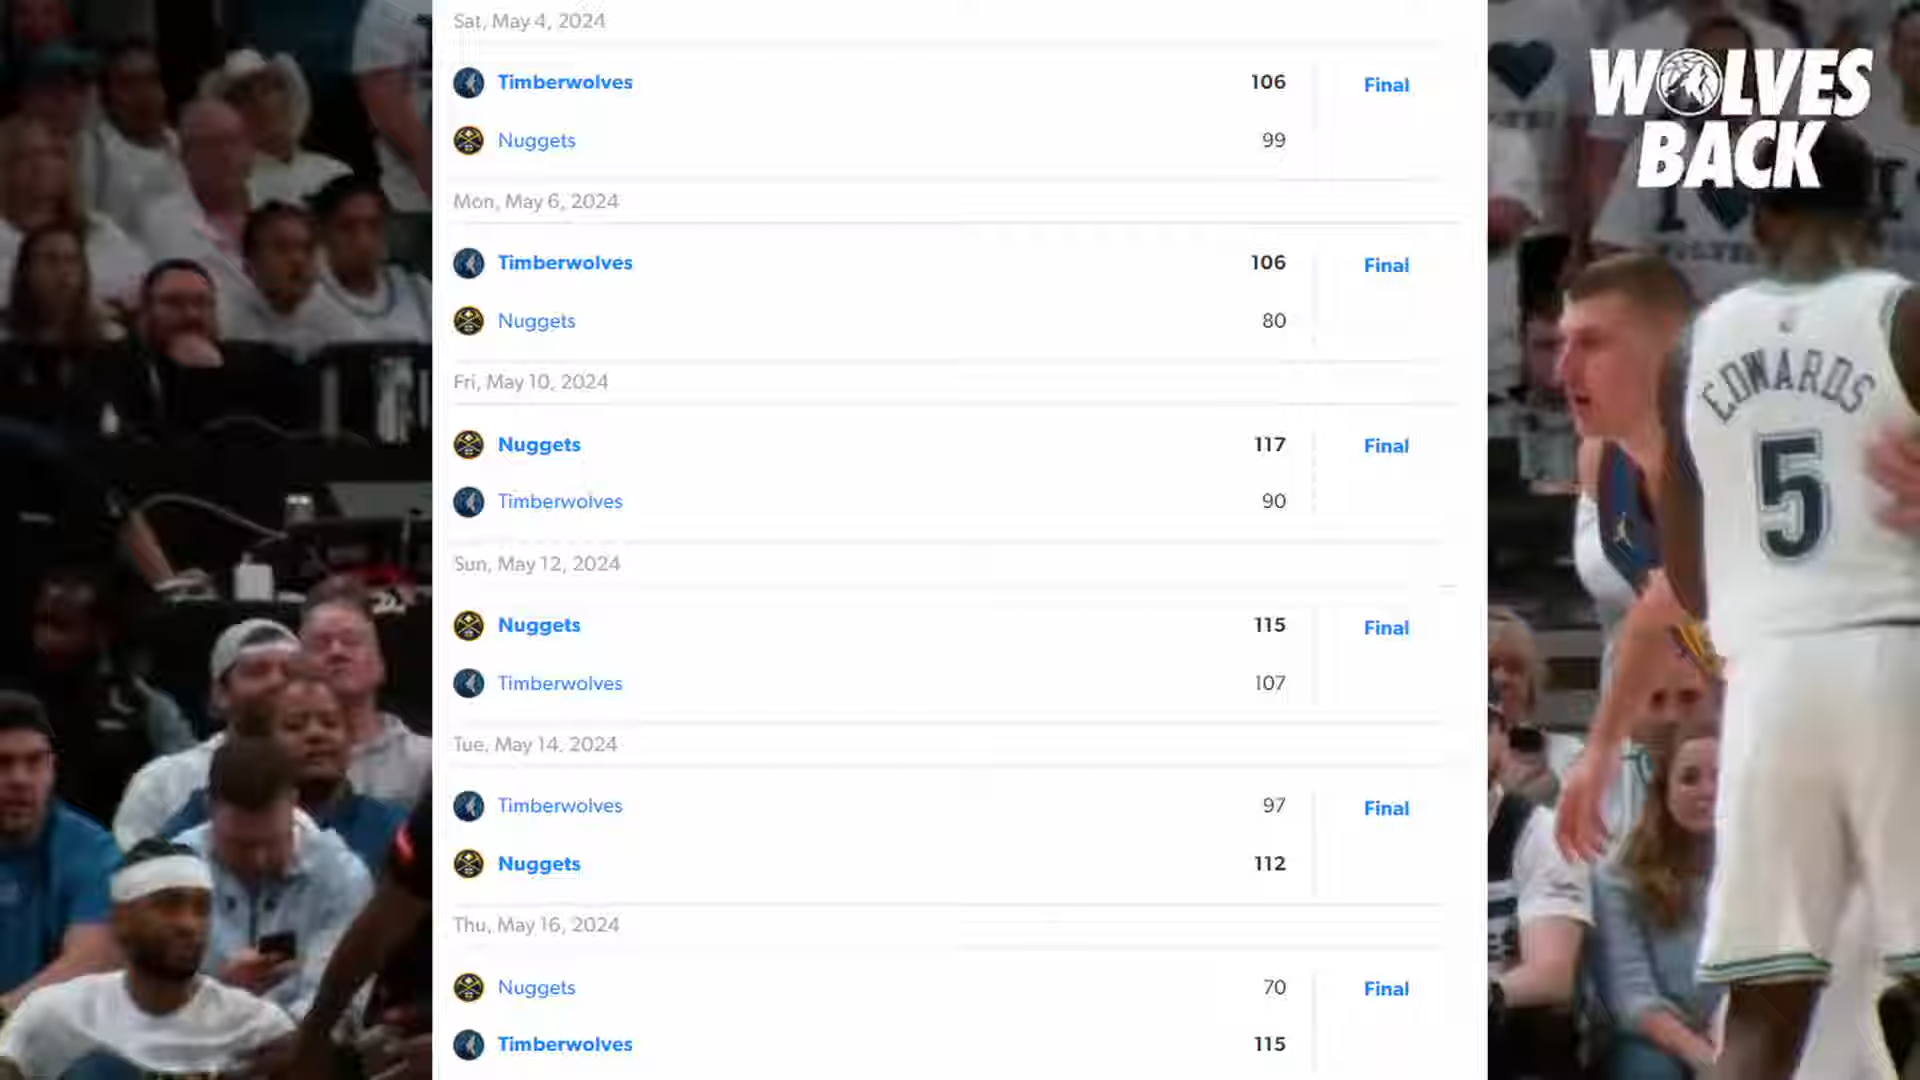 Sat, May 4, 2024
Timberwolves 106 Final
Nuggets 99
Mon, May 6, 2024
Timberwolves 106 Final
Nuggets 80
Fri, May 10, 2024
Nuggets 117 Final
Timberwolves 90
Sun, May 12, 2024
Nuggets 115 Final
Timberwolves 107
Tue, May 14, 2024
Timberwolves 97 Final
Nuggets 112
Thu, May 16, 2024
Nuggets 70 Final
Timberwolves 115
WOLVES
BACK
I
WOLVES
EDWARDS
5